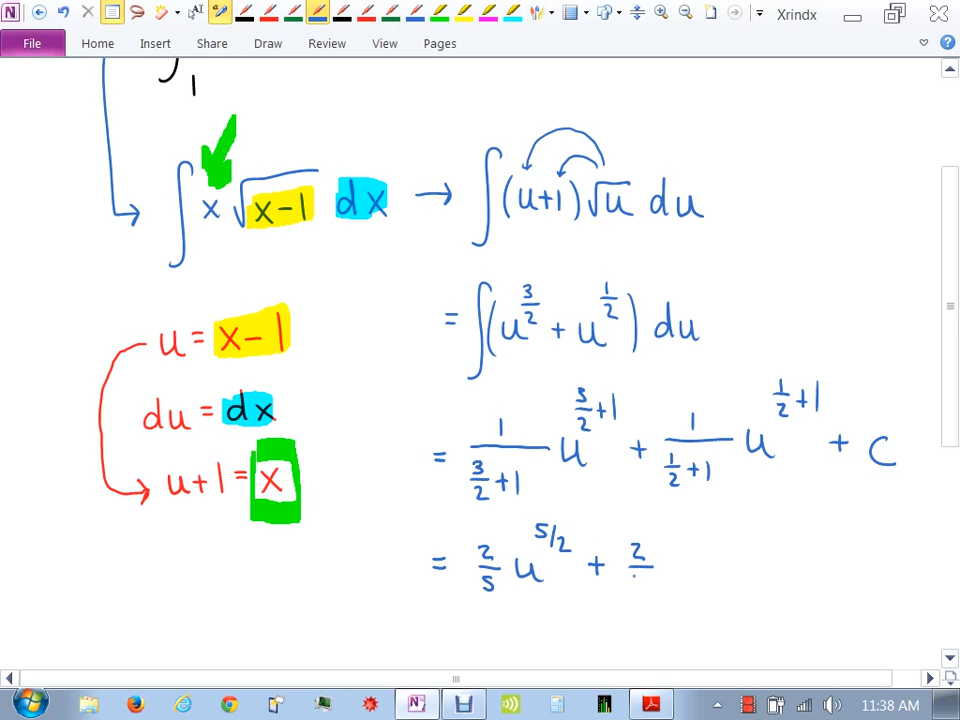 Xrindx
File Home Insert Share Draw Review View Pages
1
∫ x √(x-1) dx → ∫ (u+1) √u du
= ∫ (u^(3/2) + u^(1/2)) du
u = x-1
du = dx
= 1/(3/2+1) u^(3/2+1) + 1/(1/2+1) u^(1/2+1) + C
u+1 = x
= 2/5 u^(5/2) + 2/
11:38 AM